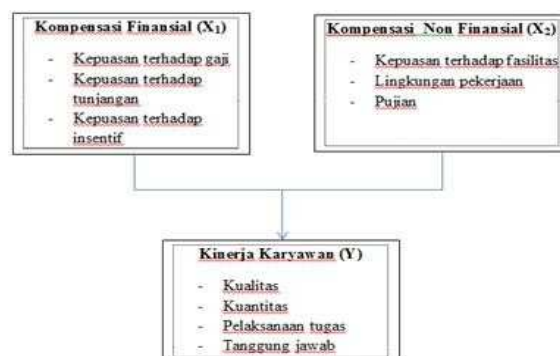 Kompensasi Finansial (X₁)
- Kepuasan terhadap gaji
- Kepuasan terhadap
tunjangan
- Kepuasan terhadap
insentif
Kompensasi Non Finansial (X₂)
- Kepuasan terhadap fasilitas
- Lingkungan pekerjaan
- Pujian
Kinerja Karyawan (Y)
- Kualitas
- Kuantitas
- Pelaksanaan tugas
- Tanggung jawab